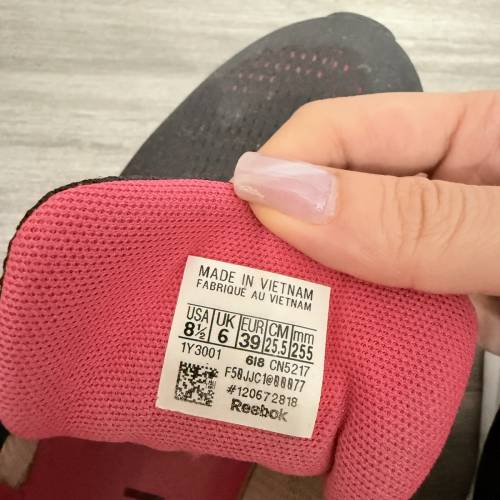 MADE IN VIETNAM
FABRIQUÉ AU VIETNAM
USA UK EUR CM mm
8½ 6 39 25.5 255
1Y3001 618 CN5217
#120672818
Reebok